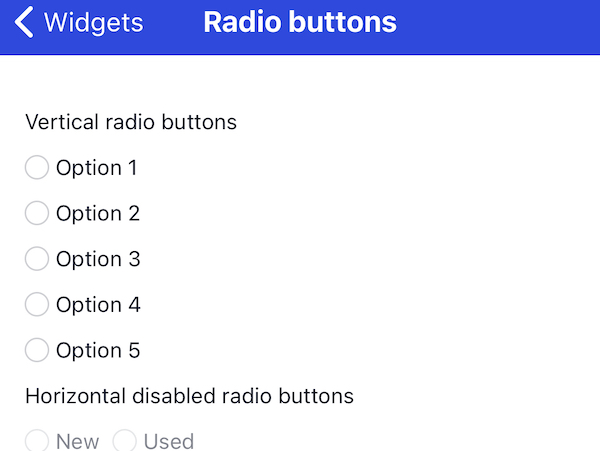 Widgets Radio buttons
Vertical radio buttons
Option 1
Option 2
Option 3
Option 4
Option 5
Horizontal disabled radio buttons
New Used